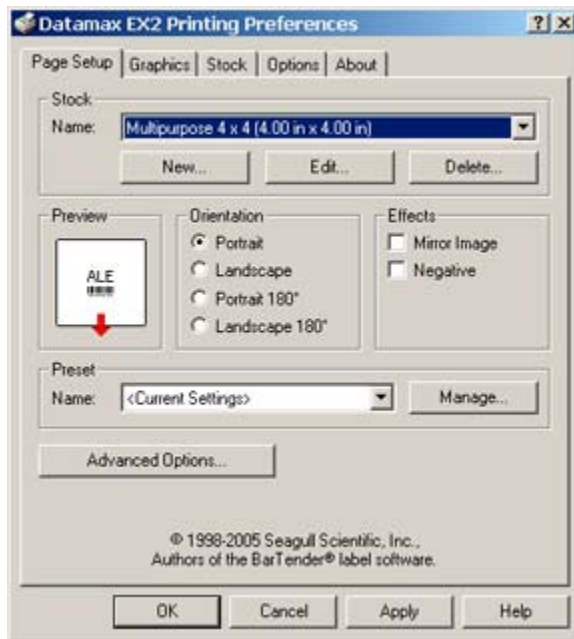 Datamax EX2 Printing Preferences
Page Setup Graphics Stock Options About
Stock
Name: Multipurpose 4 x 4 (4.00 in x 4.00 in)
New... Edit... Delete...
Preview Orientation Effects
ALE
Portrait Mirror Image
Landscape Negative
Portrait 180°
Landscape 180°
Preset
Name: <Current Settings> Manage...
Advanced Options...
© 1998-2005 Seagull Scientific, Inc.,
Authors of the BarTender® label software.
OK Cancel Apply Help